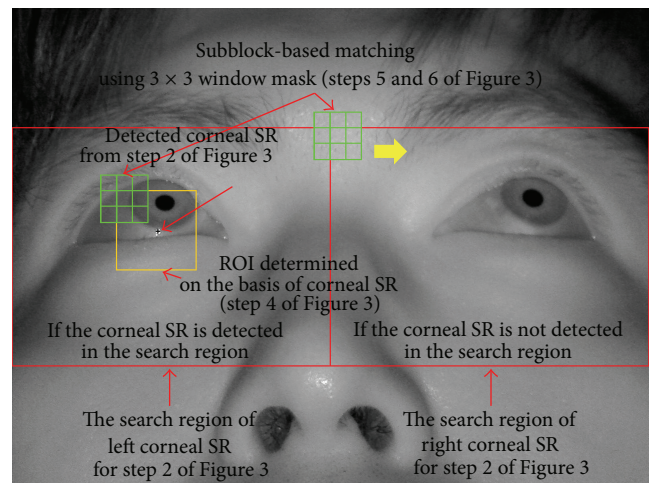 Subblock-based matching
using 3 × 3 window mask (steps 5 and 6 of Figure 3)
Detected corneal SR
from step 2 of Figure 3
ROI determined
on the basis of corneal SR
(step 4 of Figure 3)
If the corneal SR is detected
in the search region
If the corneal SR is not detected
in the search region
The search region of
left corneal SR
for step 2 of Figure 3
The search region of
right corneal SR
for step 2 of Figure 3